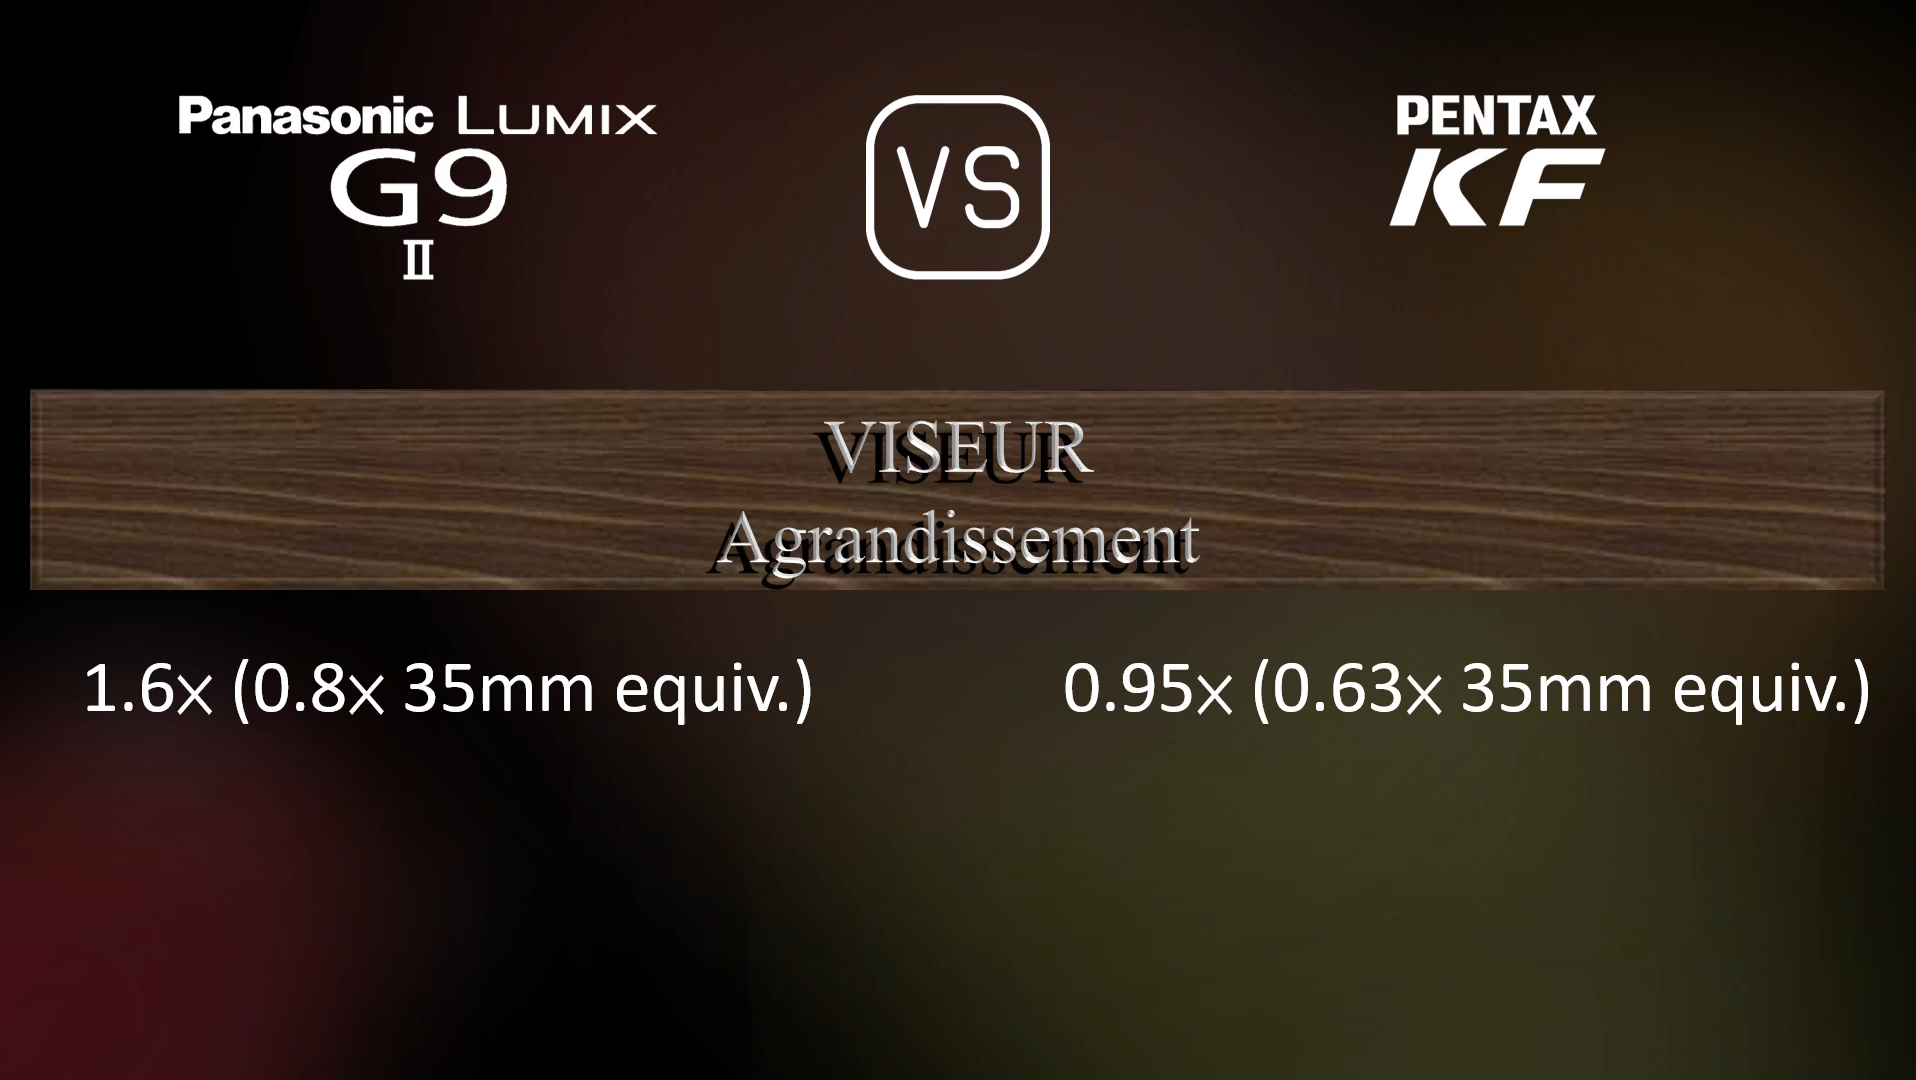 Panasonic LUMIX
G9
II
VS
PENTAX
KF
VISEUR
Agrandissement
1.6x (0.8x 35mm equiv.)
0.95x (0.63x 35mm equiv.)